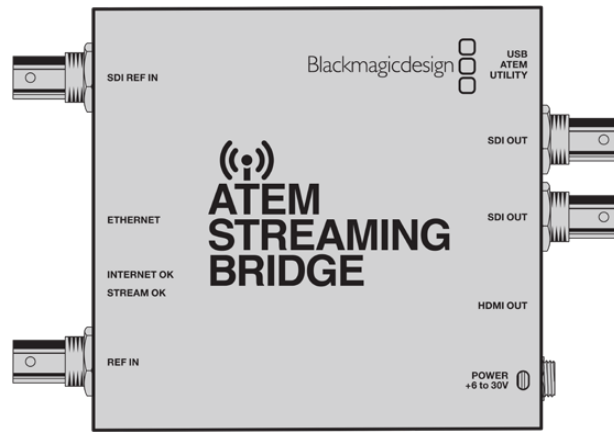 SDI REF IN
Blackmagicdesign
USB
ATEM
UTILITY
SDI OUT
ATEM
STREAMING
BRIDGE
ETHERNET
SDI OUT
INTERNET OK
STREAM OK
HDMI OUT
REF IN
POWER
+6 to 30V